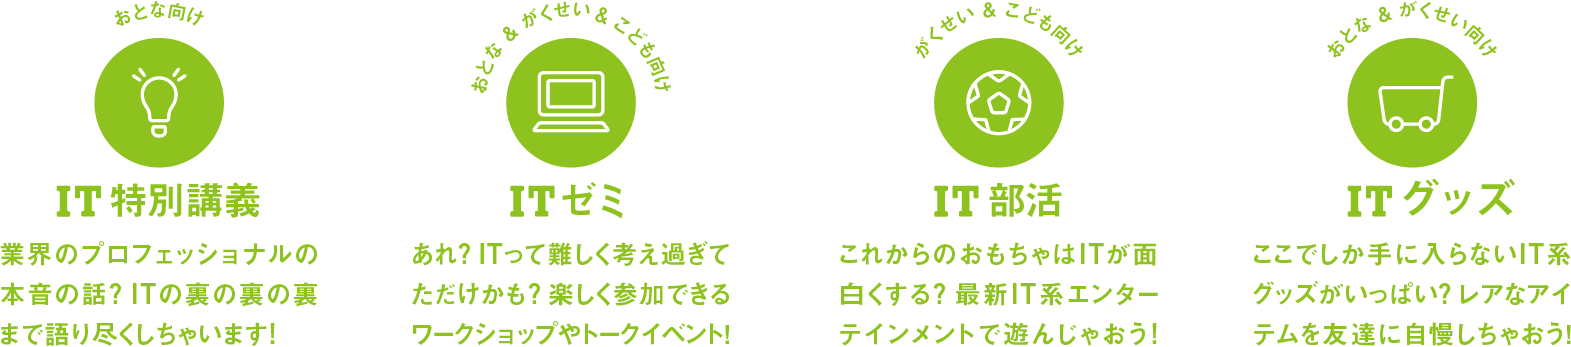 おとな向け
IT 特別講義
業界のプロフェッショナルの
本音の話? ITの裏の裏の裏
まで語り尽くしちゃいます!
おとな & がくせい & こども向け
IT ゼミ
あれ? ITって難しく考え過ぎて
ただけかも? 楽しく参加できる
ワークショップやトークイベント!
がくせい & こども向け
IT 部活
これからのおもちゃはITが面
白くする? 最新IT系エンター
テインメントで遊んじゃおう!
おとな & がくせい向け
IT グッズ
ここでしか手に入らないIT系
グッズがいっぱい? レアなアイ
テムを友達に自慢しちゃおう!